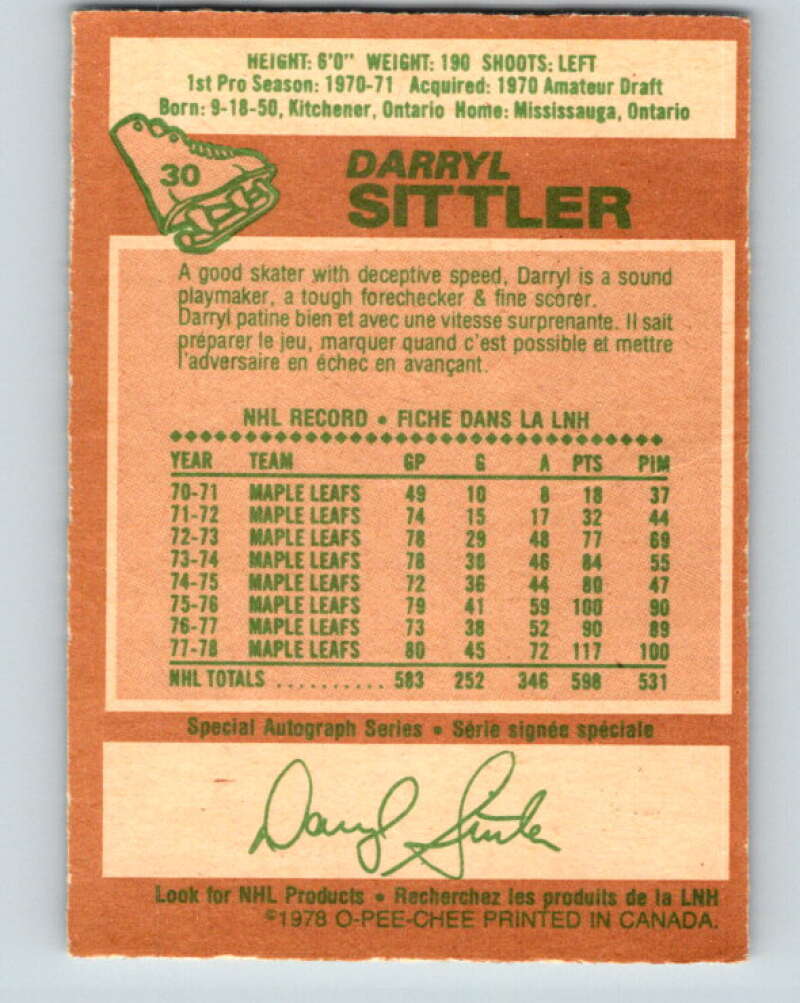 HEIGHT: 6'0" WEIGHT: 190 SHOOTS: LEFT
1st Pro Season: 1970-71 Acquired: 1970 Amateur Draft
Born: 9-18-50, Kitchener, Ontario Home: Mississauga, Ontario
30
DARRYL
SITTLER
A good skater with deceptive speed, Darryl is a sound
playmaker, a tough forechecker & fine scorer.
Darryl patine bien et avec une vitesse surprenante. Il sait
préparer le jeu, marquer quand c'est possible et mettre
l'adversaire en échec en avançant.
NHL RECORD • FICHE DANS LA LNH
YEAR TEAM GP G A PTS PIM
70-71 MAPLE LEAFS 49 10 8 18 37
71-72 MAPLE LEAFS 74 15 17 32 44
72-73 MAPLE LEAFS 78 29 48 77 69
73-74 MAPLE LEAFS 78 38 46 84 55
74-75 MAPLE LEAFS 72 36 44 80 47
75-76 MAPLE LEAFS 79 41 59 100 90
76-77 MAPLE LEAFS 73 38 52 90 89
77-78 MAPLE LEAFS 80 45 72 117 100
NHL TOTALS .......... 583 252 346 598 531
Special Autograph Series • Série signée spéciale
Darryl Sittler
Look for NHL Products • Recherchez les produits de la LNH
©1978 O-PEE-CHEE PRINTED IN CANADA.